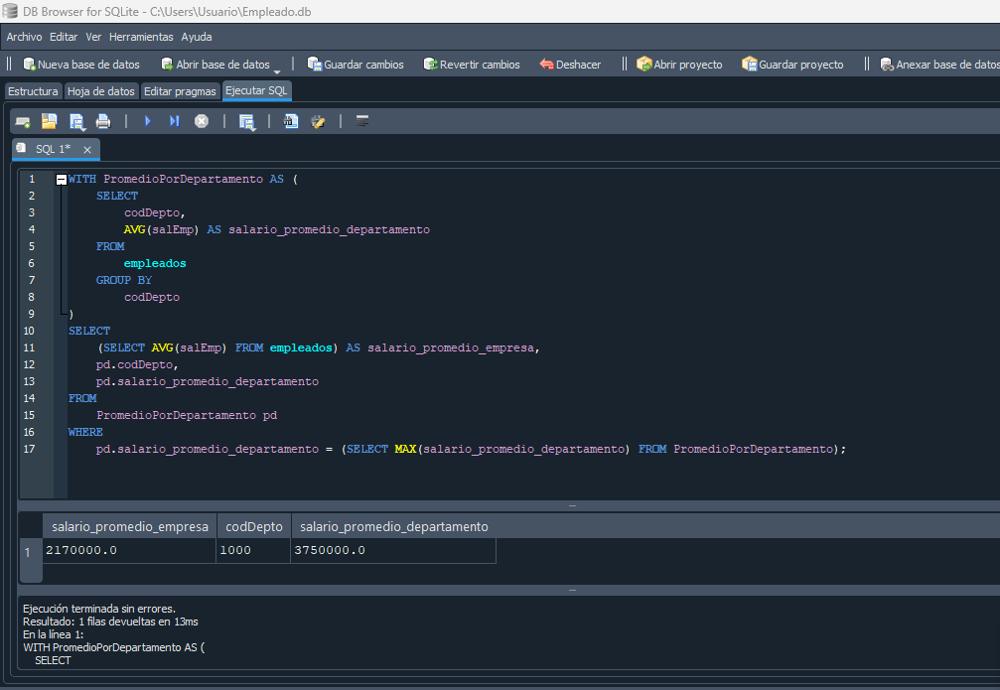 DB Browser for SQLite - C:\Users\Usuario\Empleado.db
Archivo Editar Ver Herramientas Ayuda
Nueva base de datos Abrir base de datos Guardar cambios Revertir cambios Deshacer Abrir proyecto Guardar proyecto Anexar base de datos
Estructura Hoja de datos Editar pragmas Ejecutar SQL
SQL 1*
1 WITH PromedioPorDepartamento AS (
2 SELECT
3 codDepto,
4 AVG(salEmp) AS salario_promedio_departamento
5 FROM
6 empleados
7 GROUP BY
8 codDepto
9 )
10 SELECT
11 (SELECT AVG(salEmp) FROM empleados) AS salario_promedio_empresa,
12 pd.codDepto,
13 pd.salario_promedio_departamento
14 FROM
15 PromedioPorDepartamento pd
16 WHERE
17 pd.salario_promedio_departamento = (SELECT MAX(salario_promedio_departamento) FROM PromedioPorDepartamento);
salario_promedio_empresa codDepto salario_promedio_departamento
1 2170000.0 1000 3750000.0
Ejecución terminada sin errores.
Resultado: 1 filas devueltas en 13ms
En la línea 1:
WITH PromedioPorDepartamento AS (
SELECT